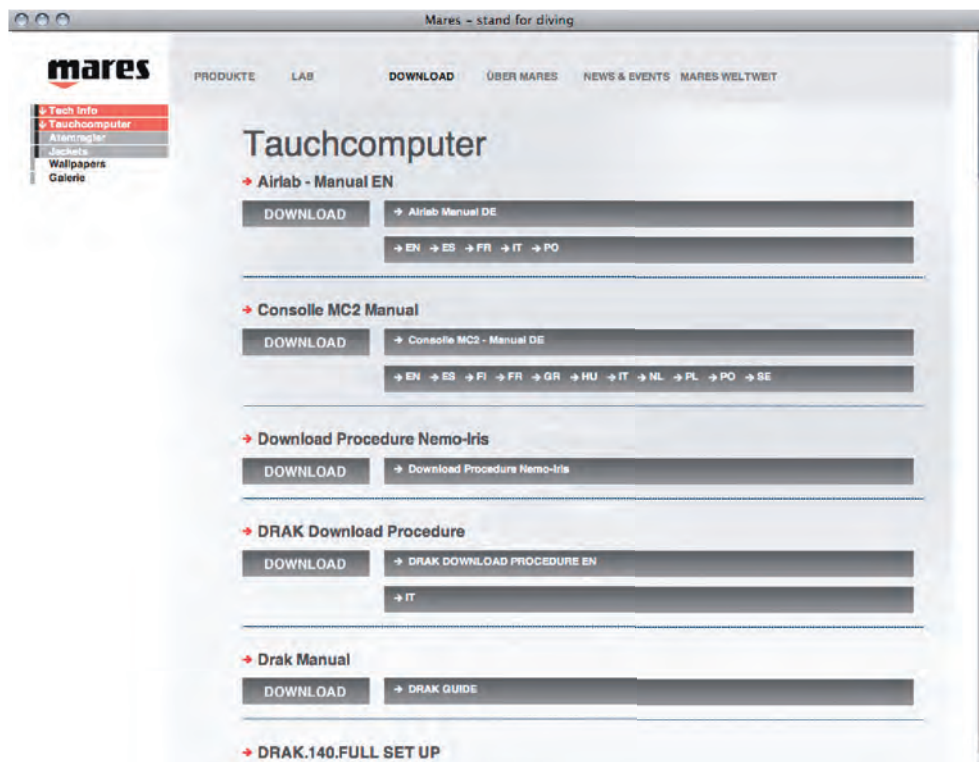 Mares – stand for diving
mares
PRODUKTE LAB DOWNLOAD ÜBER MARES NEWS & EVENTS MARES WELTWEIT
Tech Info
Tauchcomputer
Atemregler
Jackets
Wallpapers
Galerie
Tauchcomputer
→ Airlab - Manual EN
DOWNLOAD → Airlab Manual DE
→ EN → ES → FR → IT → PO
→ Consolle MC2 Manual
DOWNLOAD → Consolle MC2 - Manual DE
→ EN → ES → FI → FR → GR → HU → IT → NL → PL → PO → SE
→ Download Procedure Nemo-Iris
DOWNLOAD → Download Procedure Nemo-Iris
→ DRAK Download Procedure
DOWNLOAD → DRAK DOWNLOAD PROCEDURE EN
→ IT
→ Drak Manual
DOWNLOAD → DRAK GUIDE
→ DRAK.140.FULL SET UP